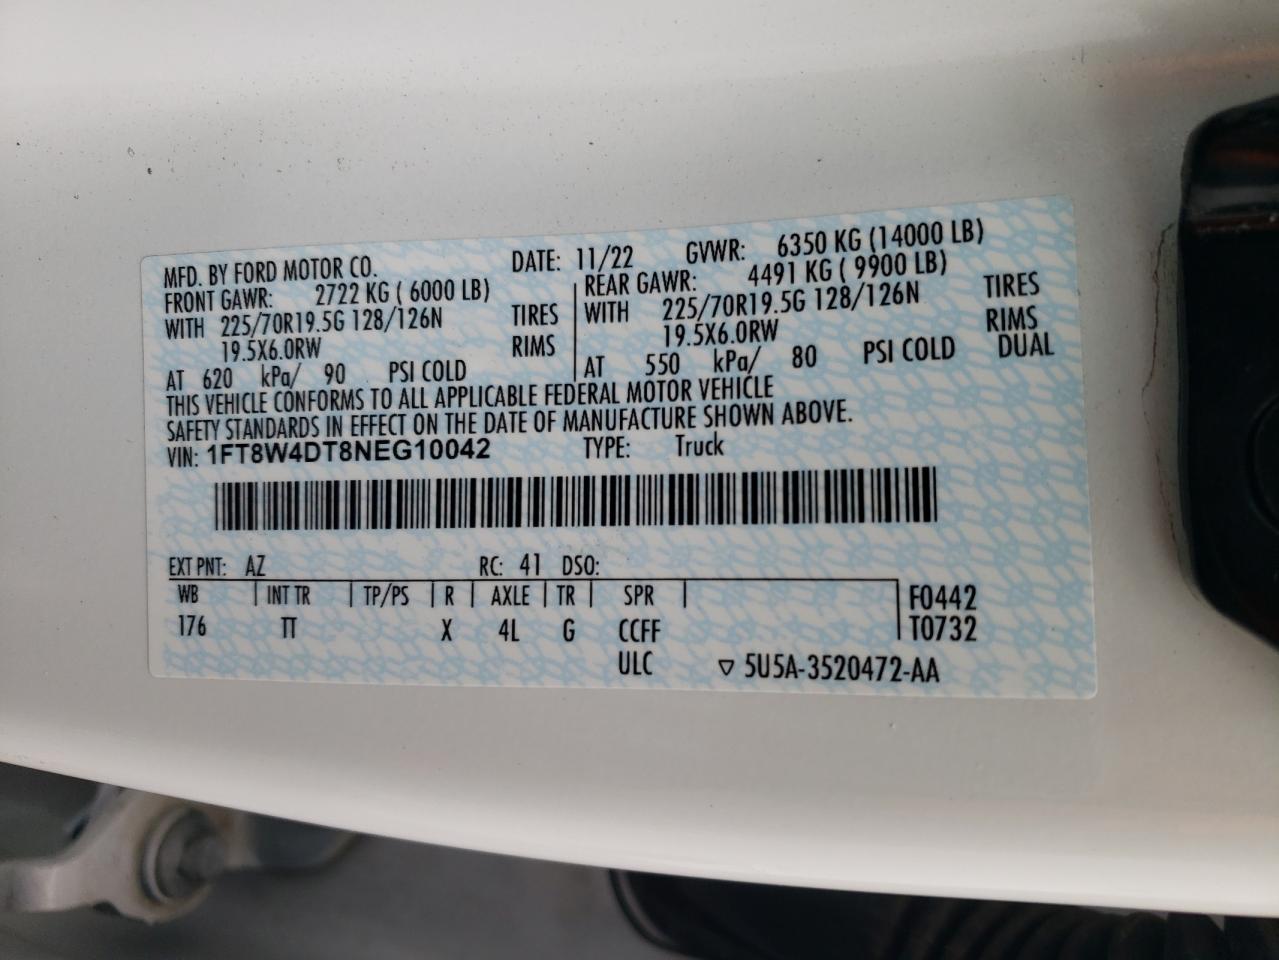 MFD. BY FORD MOTOR CO. DATE: 11/22 GVWR: 6350 KG (14000 LB)
FRONT GAWR: 2722 KG ( 6000 LB) REAR GAWR: 4491 KG ( 9900 LB)
WITH 225/70R19.5G 128/126N TIRES WITH 225/70R19.5G 128/126N TIRES
19.5X6.0RW RIMS 19.5X6.0RW RIMS
AT 620 kPa/ 90 PSI COLD AT 550 kPa/ 80 PSI COLD DUAL
THIS VEHICLE CONFORMS TO ALL APPLICABLE FEDERAL MOTOR VEHICLE
SAFETY STANDARDS IN EFFECT ON THE DATE OF MANUFACTURE SHOWN ABOVE.
VIN: 1FT8W4DT8NEG10042 TYPE: Truck
EXT PNT: AZ RC: 41 DSO:
WB INT TR TP/PS R AXLE TR SPR F0442
176 TT X 4L G CCFF T0732
ULC ▽ 5U5A-3520472-AA